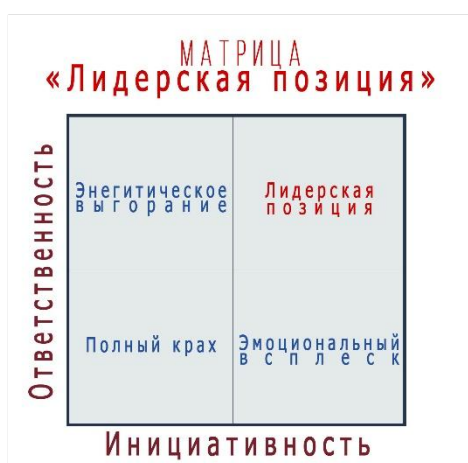 МАТРИЦА
«Лидерская позиция»
Ответственность
Энегитическое
выгорание
Лидерская
позиция
Полный крах
Эмоциональный
всплеск
Инициативность